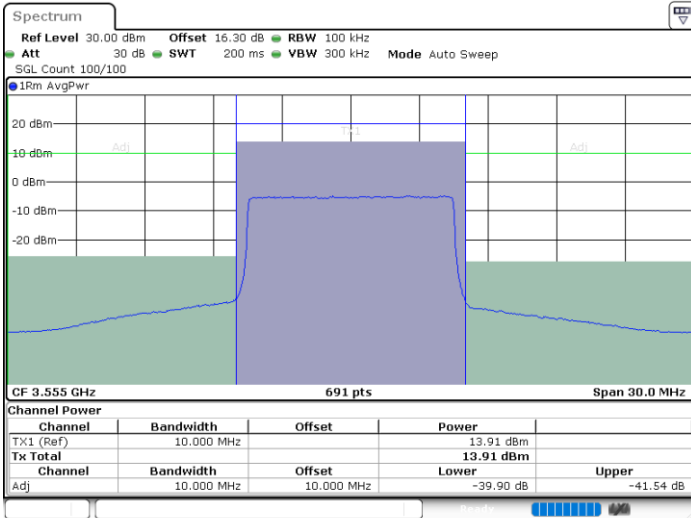 Spectrum
Ref Level 30.00 dBm Offset 16.30 dB RBW 100 kHz
Att 30 dB SWT 200 ms VBW 300 kHz Mode Auto Sweep
SGL Count 100/100
1Rm AvgPwr
20 dBm
TX1
Adj Adj
10 dBm
0 dBm
-10 dBm
-20 dBm
CF 3.555 GHz 691 pts Span 30.0 MHz
Channel Power
Channel Bandwidth Offset Power
TX1 (Ref) 10.000 MHz 13.91 dBm
Tx Total 13.91 dBm
Channel Bandwidth Offset Lower Upper
Adj 10.000 MHz 10.000 MHz -39.90 dB -41.54 dB
Ready